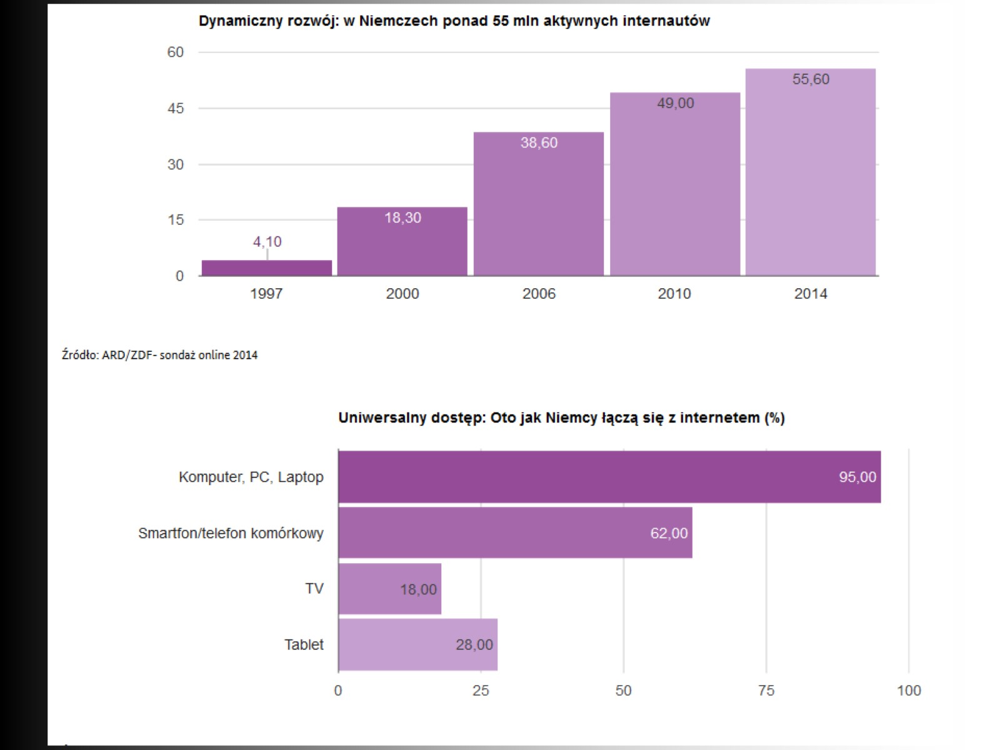 Dynamiczny rozwój: w Niemczech ponad 55 mln aktywnych internautów
60
45
30
15
0
4,10
18,30
38,60
49,00
55,60
1997 2000 2006 2010 2014
Źródło: ARD/ZDF- sondaż online 2014
Uniwersalny dostęp: Oto jak Niemcy łączą się z internetem (%)
Komputer, PC, Laptop 95,00
Smartfon/telefon komórkowy 62,00
TV 18,00
Tablet 28,00
0 25 50 75 100